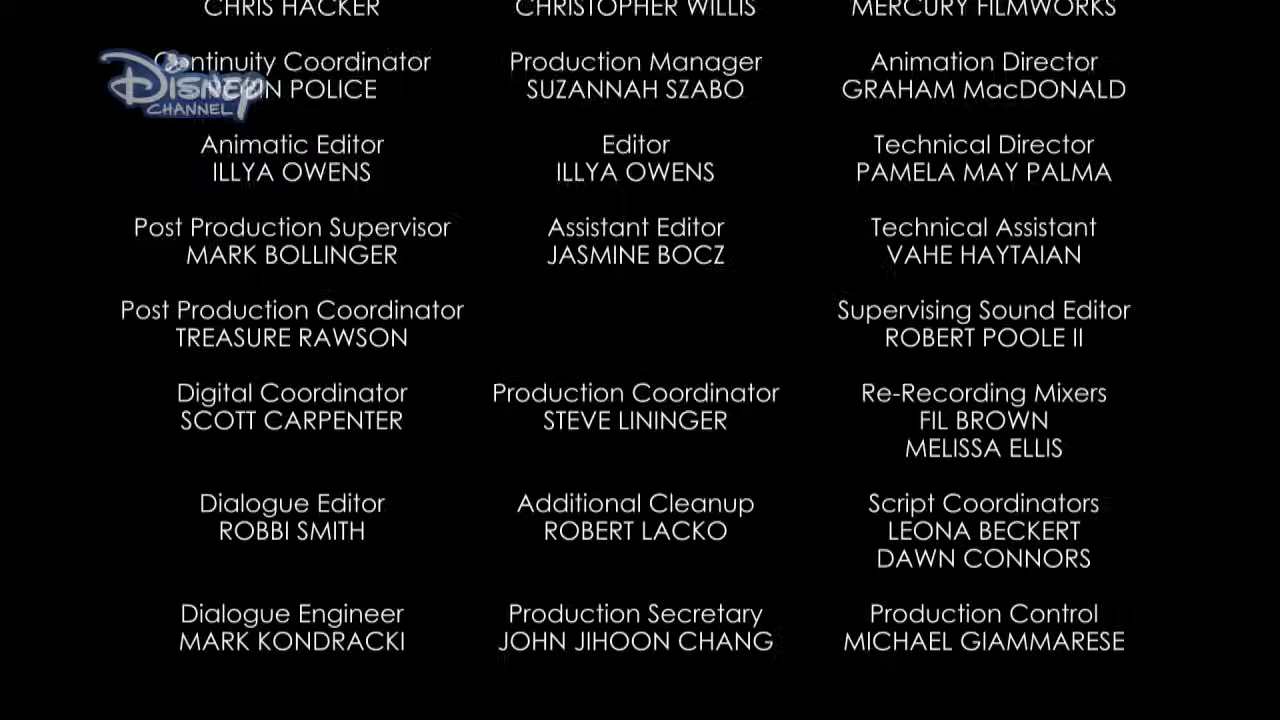 CHRIS HACKER
CHRISTOPHER WILLIS
MERCURY FILMWORKS
Continuity Coordinator
POLICE
Production Manager
SUZANNAH SZABO
Animation Director
GRAHAM MacDONALD
Disney
CHANNEL
Animatic Editor
ILLYA OWENS
Editor
ILLYA OWENS
Technical Director
PAMELA MAY PALMA
Post Production Supervisor
MARK BOLLINGER
Assistant Editor
JASMINE BOCZ
Technical Assistant
VAHE HAYTAIAN
Post Production Coordinator
TREASURE RAWSON
Supervising Sound Editor
ROBERT POOLE II
Digital Coordinator
SCOTT CARPENTER
Production Coordinator
STEVE LININGER
Re-Recording Mixers
FIL BROWN
MELISSA ELLIS
Dialogue Editor
ROBBI SMITH
Additional Cleanup
ROBERT LACKO
Script Coordinators
LEONA BECKERT
DAWN CONNORS
Dialogue Engineer
MARK KONDRACKI
Production Secretary
JOHN JIHOON CHANG
Production Control
MICHAEL GIAMMARESE